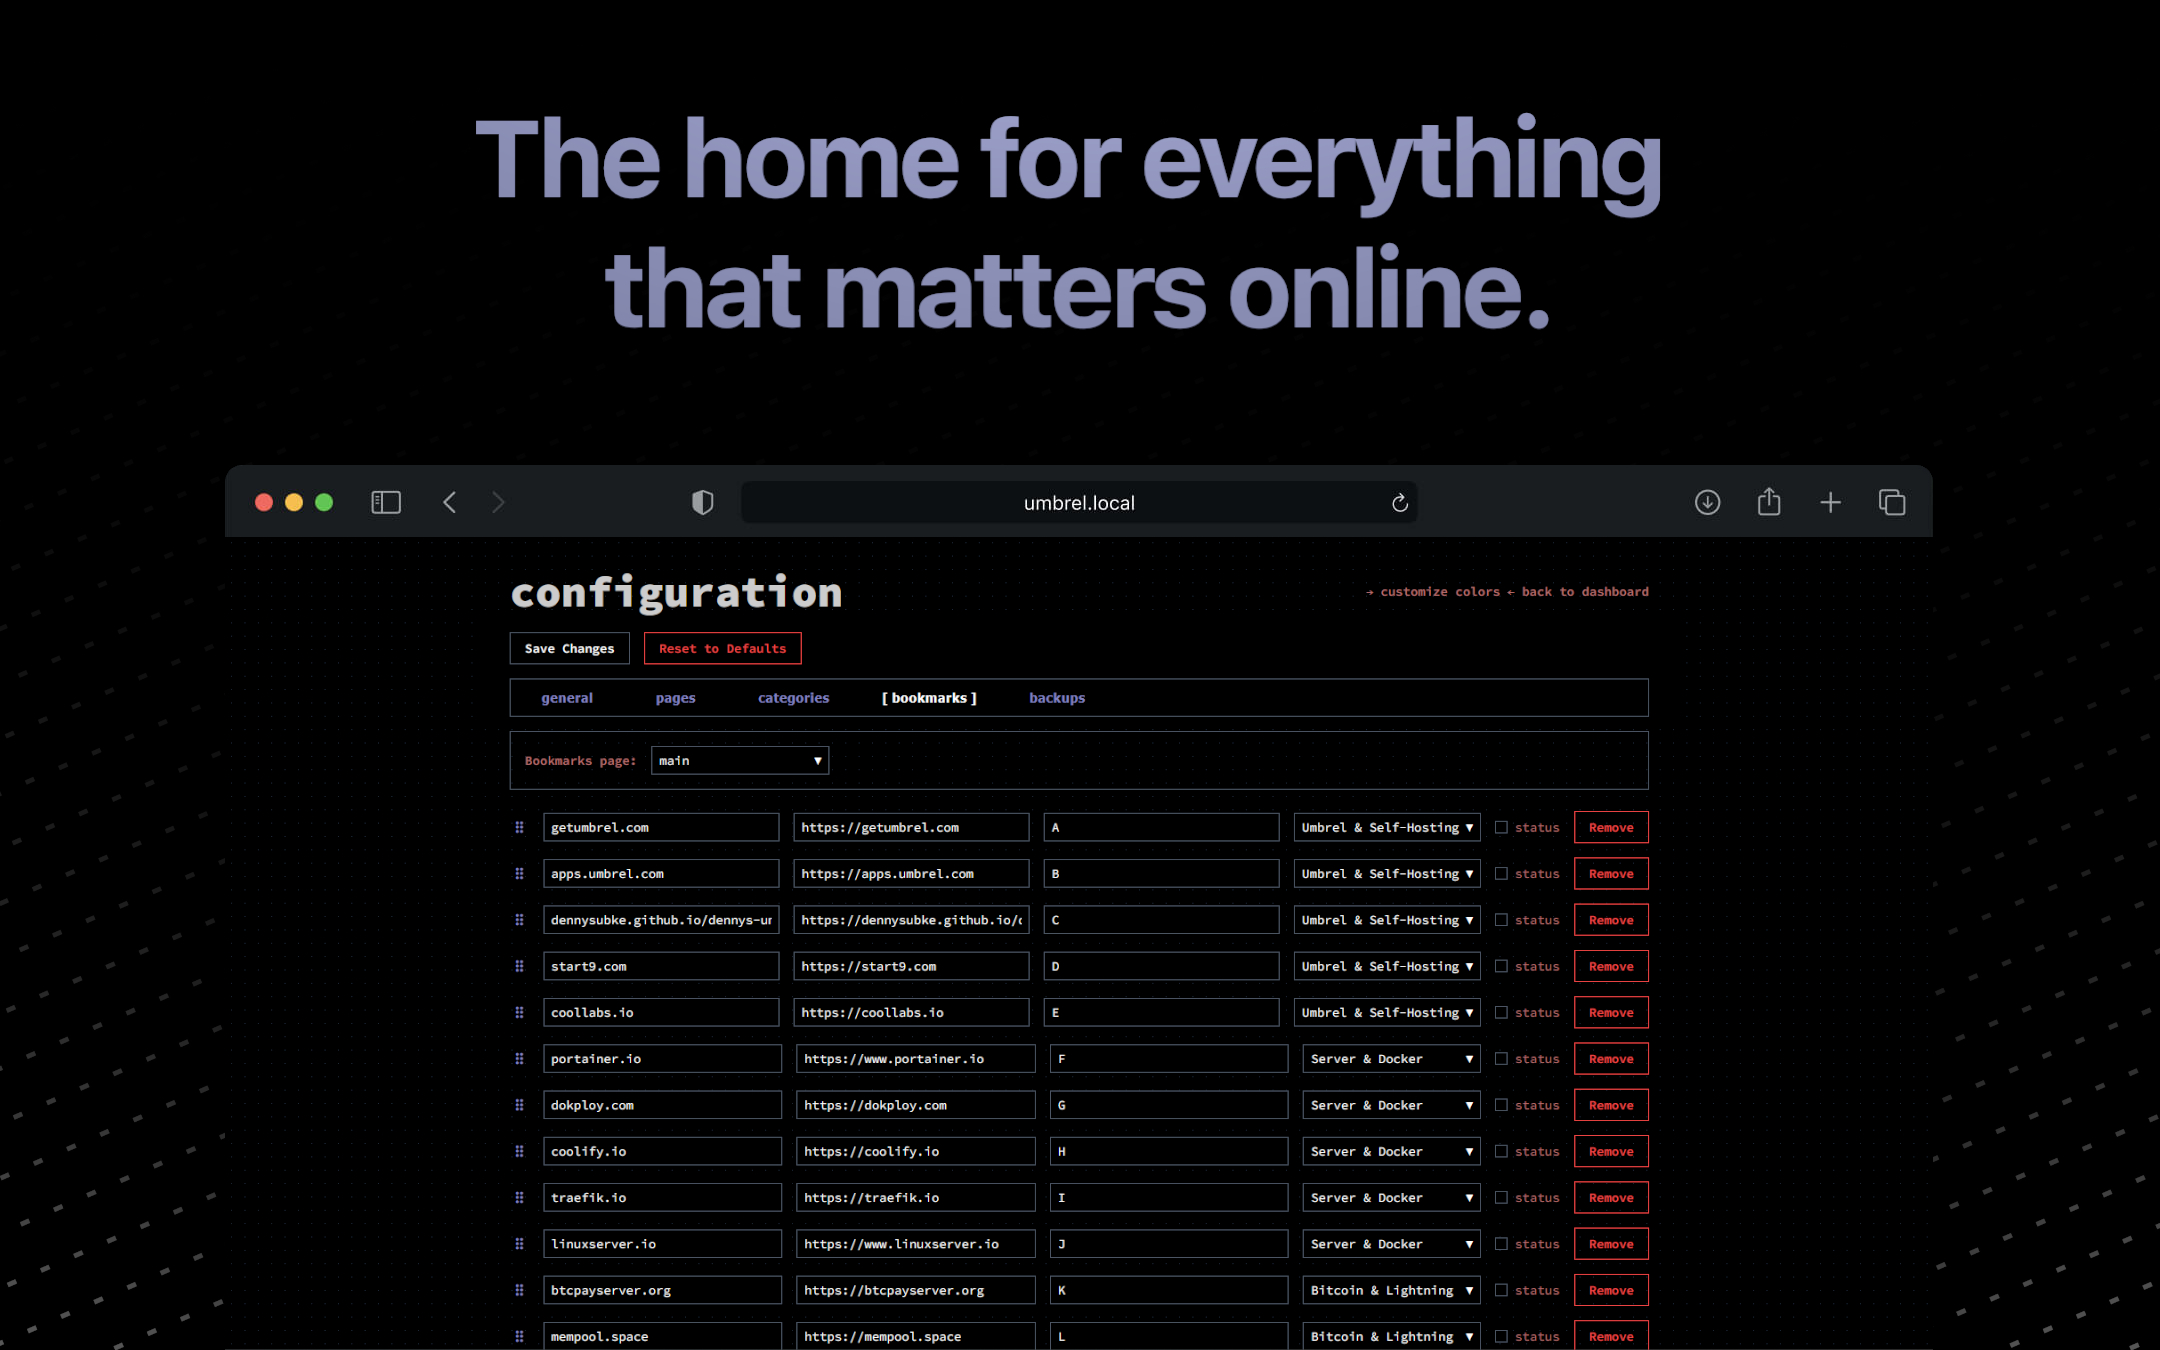 The home for everything
that matters online.
umbrel.local
configuration
→ customize colors ← back to dashboard
Save Changes Reset to Defaults
general pages categories [ bookmarks ] backups
Bookmarks page: main ▼
getumbrel.com https://getumbrel.com A Umbrel & Self-Hosting ▼ status Remove
apps.umbrel.com https://apps.umbrel.com B Umbrel & Self-Hosting ▼ status Remove
dennysubke.github.io/dennys-ur https://dennysubke.github.io/ C Umbrel & Self-Hosting ▼ status Remove
start9.com https://start9.com D Umbrel & Self-Hosting ▼ status Remove
coollabs.io https://coollabs.io E Umbrel & Self-Hosting ▼ status Remove
portainer.io https://www.portainer.io F Server & Docker ▼ status Remove
dokploy.com https://dokploy.com G Server & Docker ▼ status Remove
coolify.io https://coolify.io H Server & Docker ▼ status Remove
traefik.io https://traefik.io I Server & Docker ▼ status Remove
linuxserver.io https://www.linuxserver.io J Server & Docker ▼ status Remove
btcpayserver.org https://btcpayserver.org K Bitcoin & Lightning ▼ status Remove
mempool.space https://mempool.space L Bitcoin & Lightning ▼ status Remove